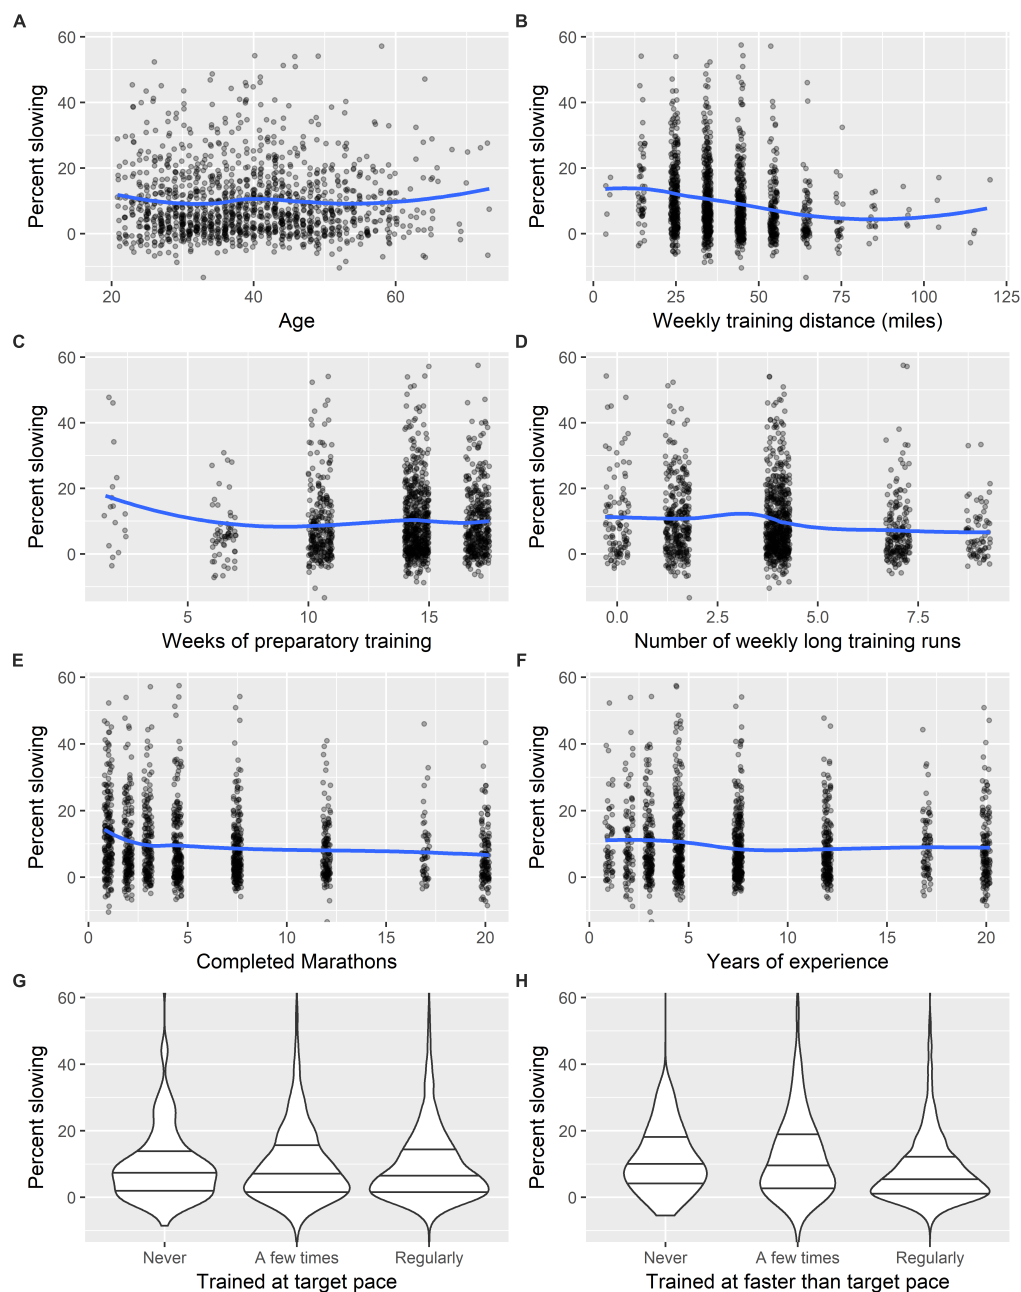 A
B
Percent slowing
60
40
20
0
20
40
60
Age
Percent slowing
60
40
20
0
0
25
50
75
100
125
Weekly training distance (miles)
C
D
Percent slowing
60
40
20
0
5
10
15
Weeks of preparatory training
Percent slowing
60
40
20
0
0.0
2.5
5.0
7.5
Number of weekly long training runs
E
F
Percent slowing
60
40
20
0
0
5
10
15
20
Completed Marathons
Percent slowing
60
40
20
0
0
5
10
15
20
Years of experience
G
H
Percent slowing
60
40
20
0
Never
A few times
Regularly
Trained at target pace
Percent slowing
60
40
20
0
Never
A few times
Regularly
Trained at faster than target pace